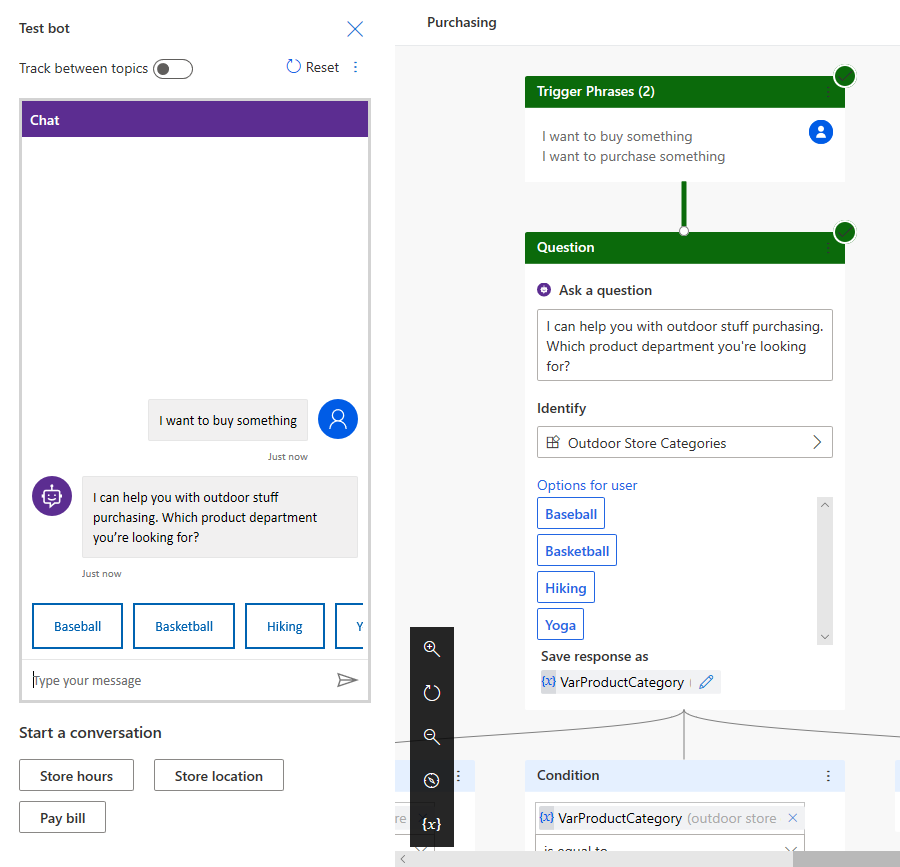 Test bot
Track between topics
Reset
Chat
I want to buy something
Just now
I can help you with outdoor stuff
purchasing. Which product department
you’re looking for?
Just now
Baseball
Basketball
Hiking
Y
Type your message
Start a conversation
Store hours
Store location
Pay bill
Purchasing
Trigger Phrases (2)
I want to buy something
I want to purchase something
Question
Ask a question
I can help you with outdoor stuff purchasing.
Which product department you're looking
for?
Identify
Outdoor Store Categories
Options for user
Baseball
Basketball
Hiking
Yoga
Save response as
{x} VarProductCategory (
{x}
re
Condition
{x} VarProductCategory (outdoor store
is equal to